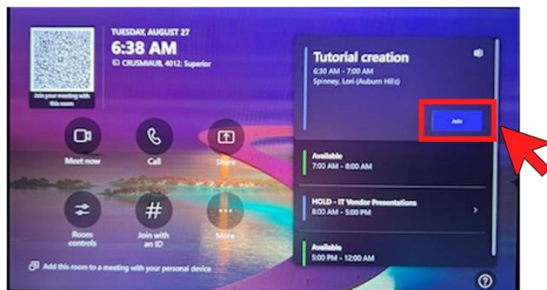 TUESDAY, AUGUST 27
6:38 AM
CRUSMIAUB, 4012: Superior
Join your meeting with
this room
Meet now
Call
Share
Room
controls
Join with
an ID
More
Add this room to a meeting with your personal device
Tutorial creation
6:30 AM - 7:00 AM
Spinney, Lori (Auburn Hills)
Join
Available
7:00 AM - 8:00 AM
HOLD - IT Vendor Presentations
8:00 AM - 5:00 PM
Available
5:00 PM - 12:00 AM